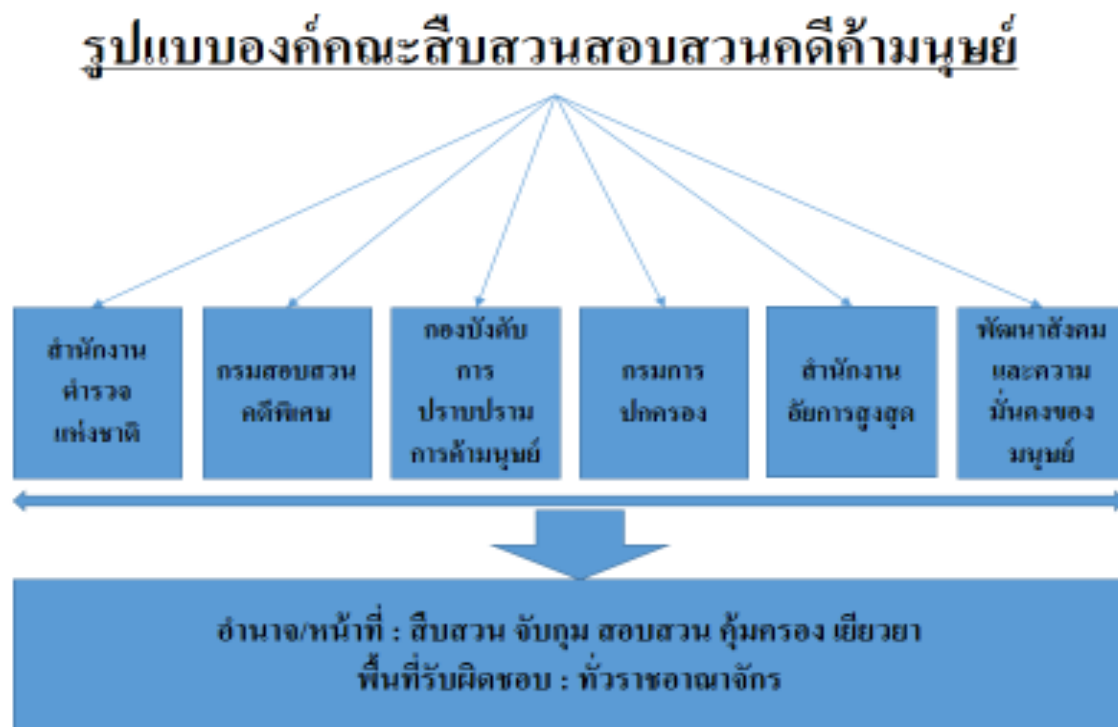 รูปแบบองค์คณะสืบสวนสอบสวนคดีค้ามนุษย์
สำนักงาน
ตำรวจ
แห่งชาติ
กรมสอบสวน
คดีพิเศษ
กองบังคับ
การ
ปราบปราม
การค้ามนุษย์
กรมการ
ปกครอง
สำนักงาน
อัยการสูงสุด
พัฒนาสังคม
และความ
มั่นคงของ
มนุษย์
อำนาจ/หน้าที่ : สืบสวน จับกุม สอบสวน คุ้มครอง เยียวยา
พื้นที่รับผิดชอบ : ทั่วราชอาณาจักร